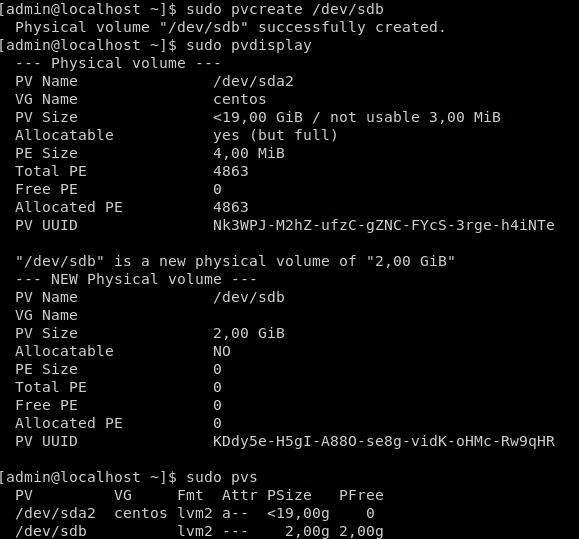 [admin@localhost ~]$ sudo pvcreate /dev/sdb
  Physical volume "/dev/sdb" successfully created.
[admin@localhost ~]$ sudo pvdisplay
  --- Physical volume ---
  PV Name               /dev/sda2
  VG Name               centos
  PV Size               <19,00 GiB / not usable 3,00 MiB
  Allocatable           yes (but full)
  PE Size               4,00 MiB
  Total PE              4863
  Free PE               0
  Allocated PE          4863
  PV UUID               Nk3WPJ-M2hZ-ufzC-gZNC-FYcS-3rge-h4iNTe

  "/dev/sdb" is a new physical volume of "2,00 GiB"
  --- NEW Physical volume ---
  PV Name               /dev/sdb
  VG Name
  PV Size               2,00 GiB
  Allocatable           NO
  PE Size               0
  Total PE              0
  Free PE               0
  Allocated PE          0
  PV UUID               KDdy5e-H5gI-A88O-se8g-vidK-oHMc-Rw9qHR

[admin@localhost ~]$ sudo pvs
  PV         VG     Fmt  Attr PSize   PFree
  /dev/sda2  centos lvm2 a--  <19,00g    0
  /dev/sdb          lvm2 ---    2,00g 2,00g